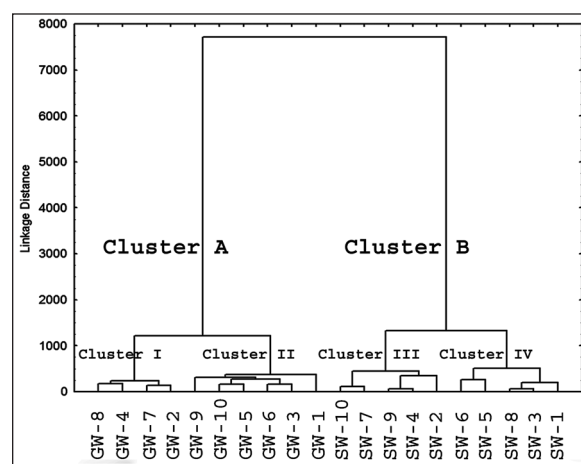 8000
7000
6000
5000
4000
3000
2000
1000
0
Linkage Distance
Cluster A
Cluster B
Cluster I
Cluster II
Cluster III
Cluster IV
GW-8
GW-4
GW-7
GW-2
GW-9
GW-10
GW-5
GW-6
GW-3
GW-1
SW-10
SW-7
SW-9
SW-4
SW-2
SW-6
SW-5
SW-8
SW-3
SW-1